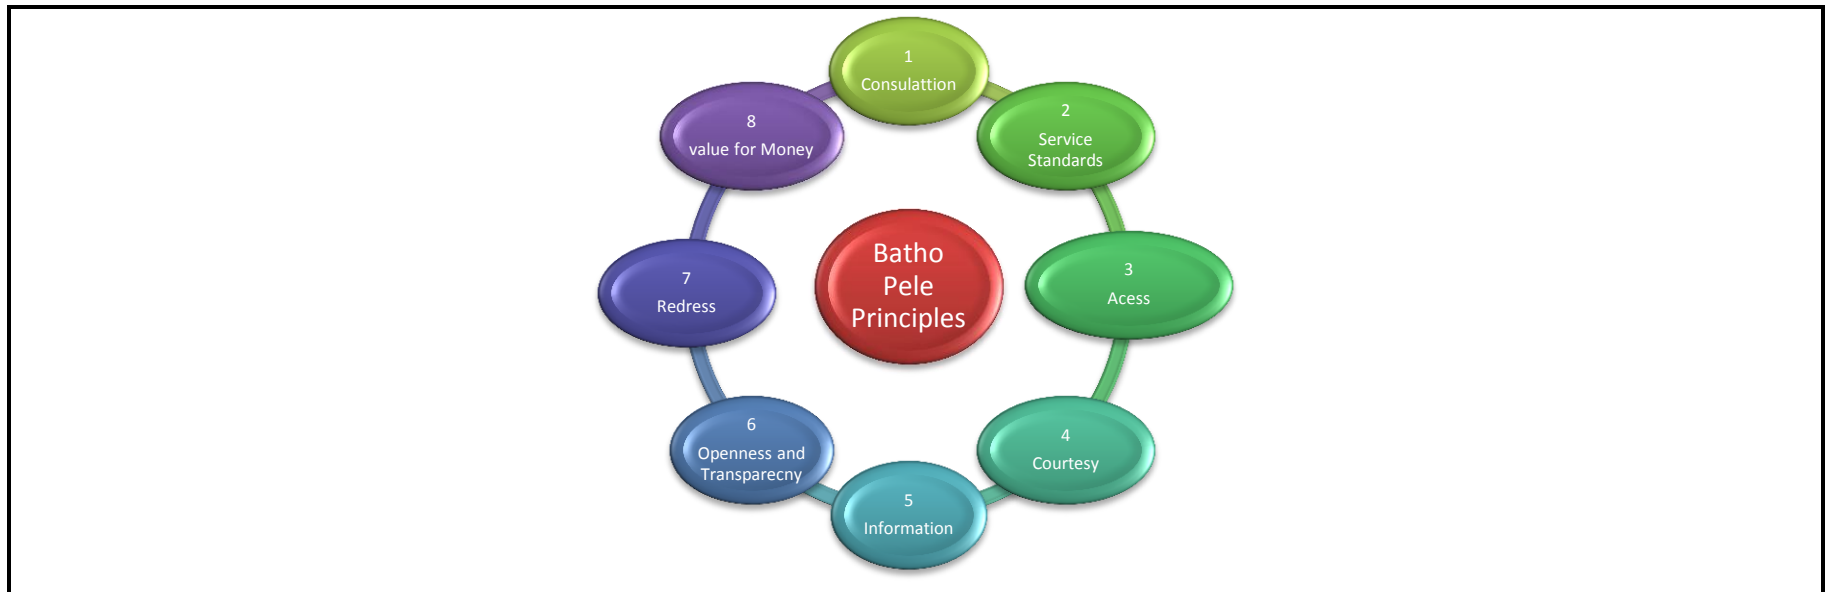 1
Consulattion
2
Service
Standards
3
Acess
4
Courtesy
5
Information
6
Openness and
Transparecny
7
Redress
8
value for Money
Batho
Pele
Principles